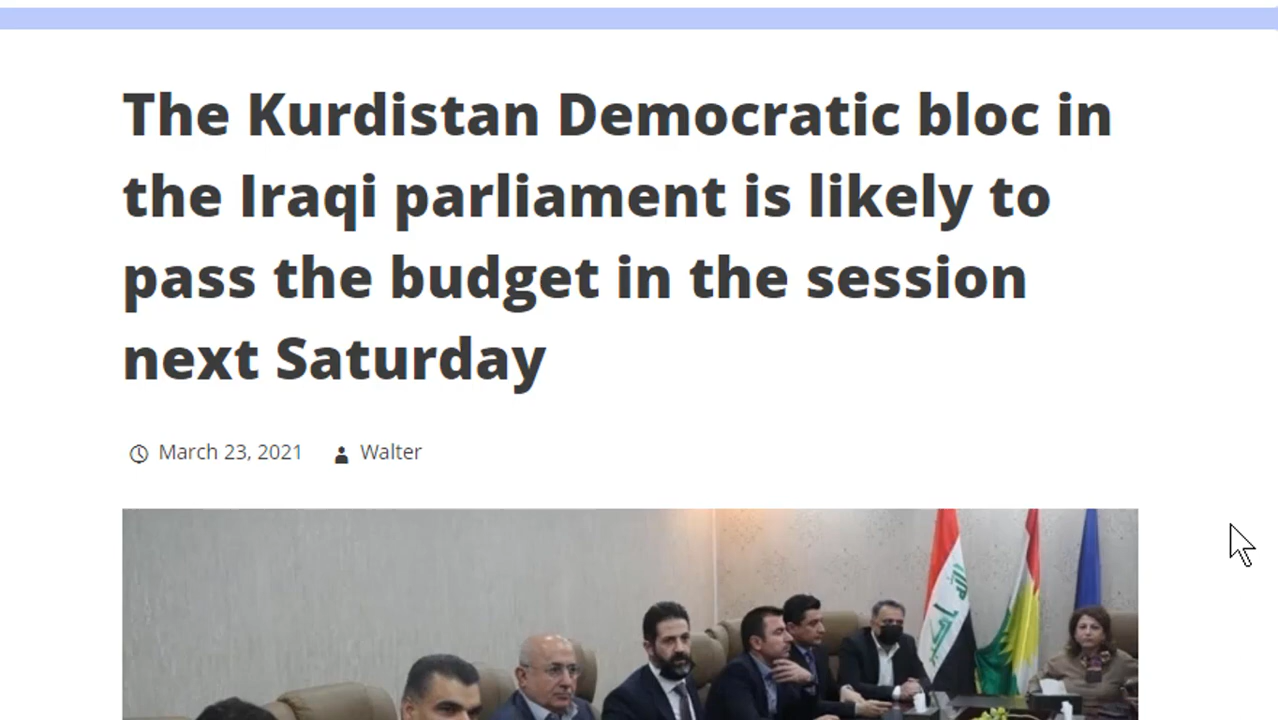 The Kurdistan Democratic bloc in
the Iraqi parliament is likely to
pass the budget in the session
next Saturday
March 23, 2021 Walter